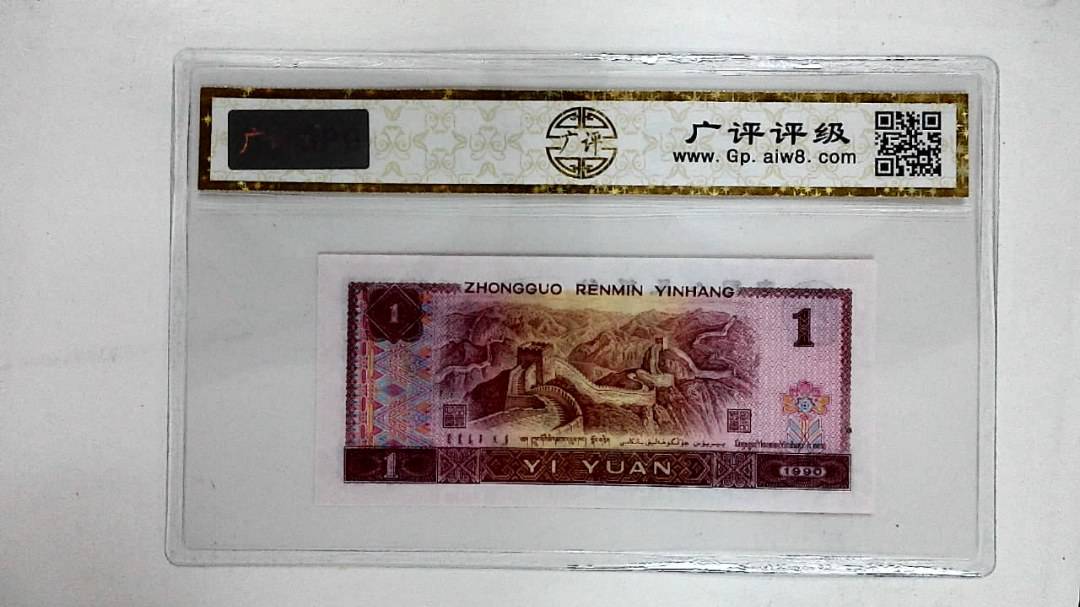 广
广评
广评评级
www. Gp. aiw8. com
ZHONGGUO RENMIN YINHANG
1
1
1
YI YUAN
1990